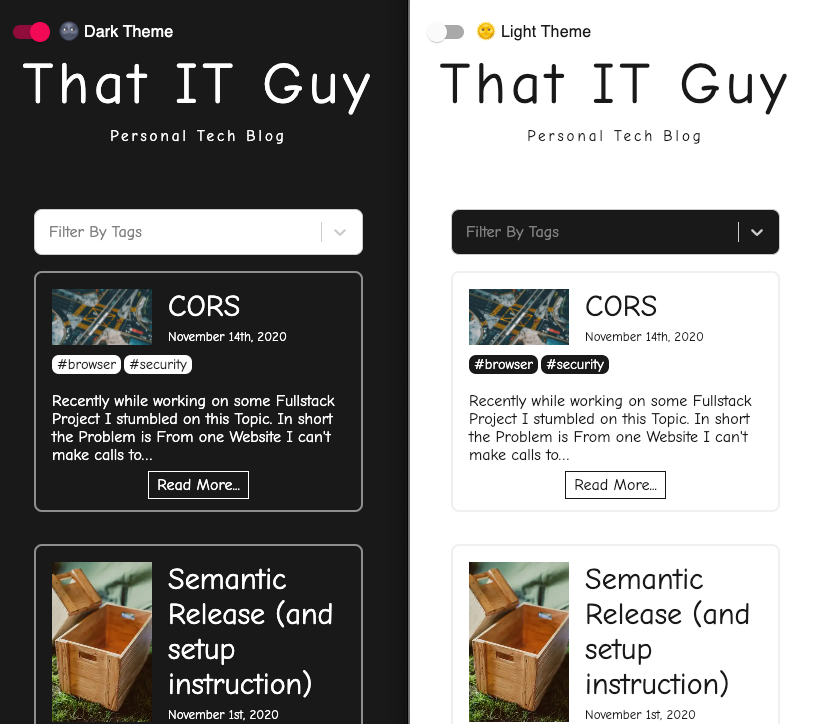 Dark Theme
That IT Guy
Personal Tech Blog
Filter By Tags
CORS
November 14th, 2020
#browser #security
Recently while working on some Fullstack
Project I stumbled on this Topic. In short
the Problem is From one Website I can't
make calls to...
Read More...
Semantic
Release (and
setup
instruction)
November 1st, 2020
Light Theme
That IT Guy
Personal Tech Blog
Filter By Tags
CORS
November 14th, 2020
#browser #security
Recently while working on some Fullstack
Project I stumbled on this Topic. In short
the Problem is From one Website I can't
make calls to...
Read More...
Semantic
Release (and
setup
instruction)
November 1st, 2020